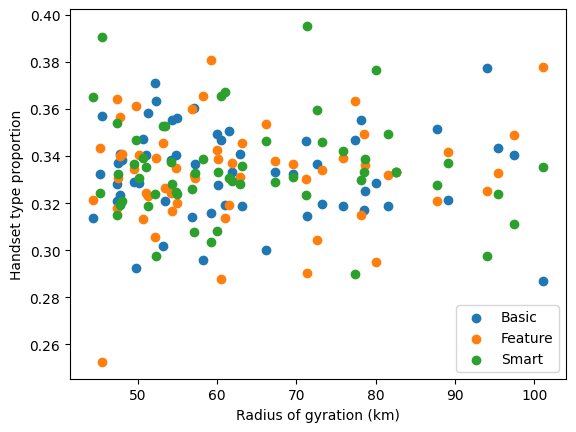 0.40
0.38
0.36
0.34
0.32
0.30
0.28
0.26
Handset type proportion
Basic
Feature
Smart
50 60 70 80 90 100
Radius of gyration (km)